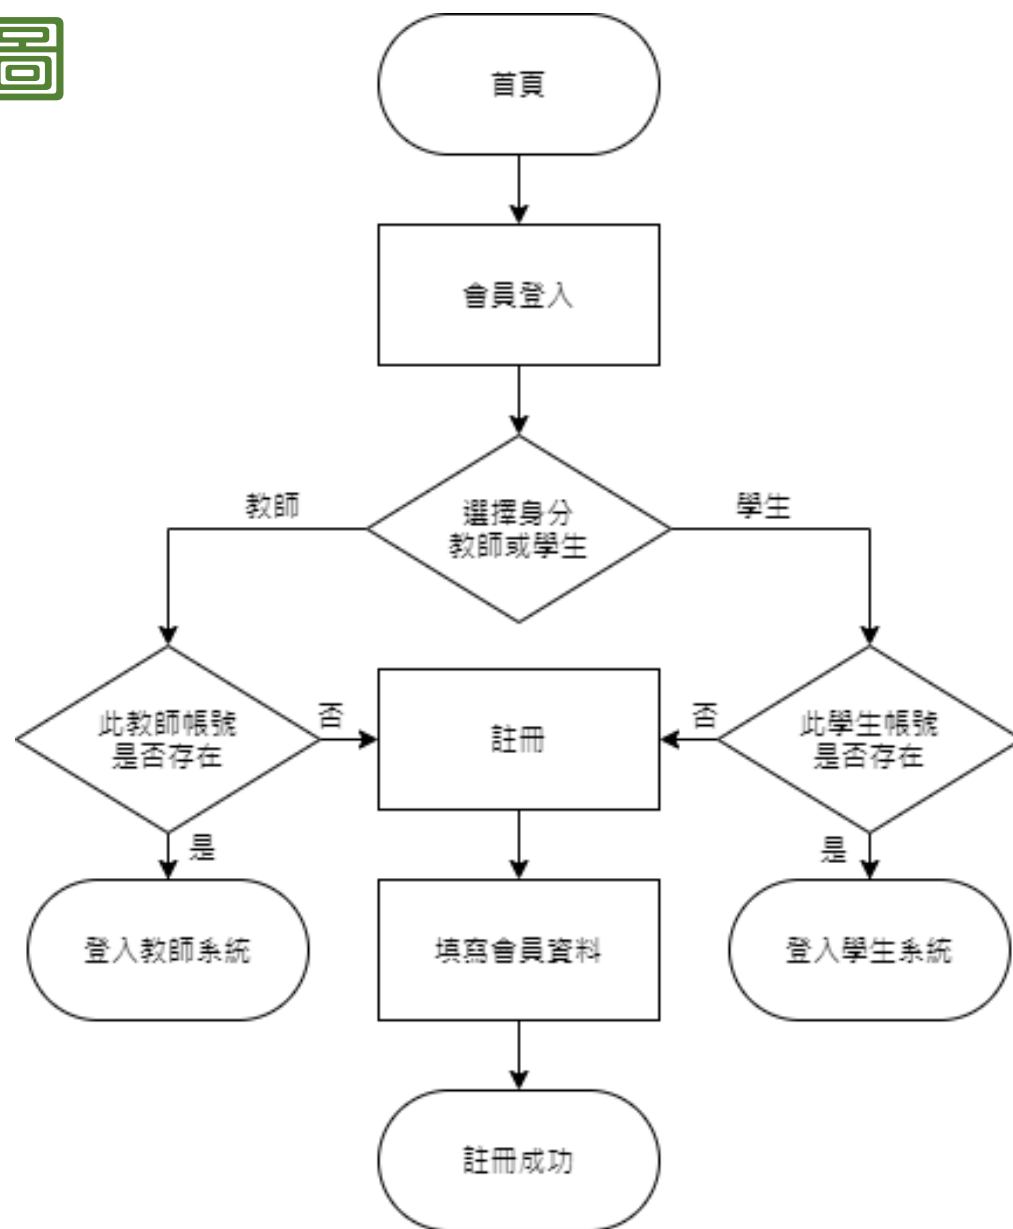 圖
首頁
會員登入
選擇身分
教師或學生
教師
學生
此教師帳號
是否存在
否
註冊
否
此學生帳號
是否存在
是
是
登入教師系統
填寫會員資料
登入學生系統
註冊成功